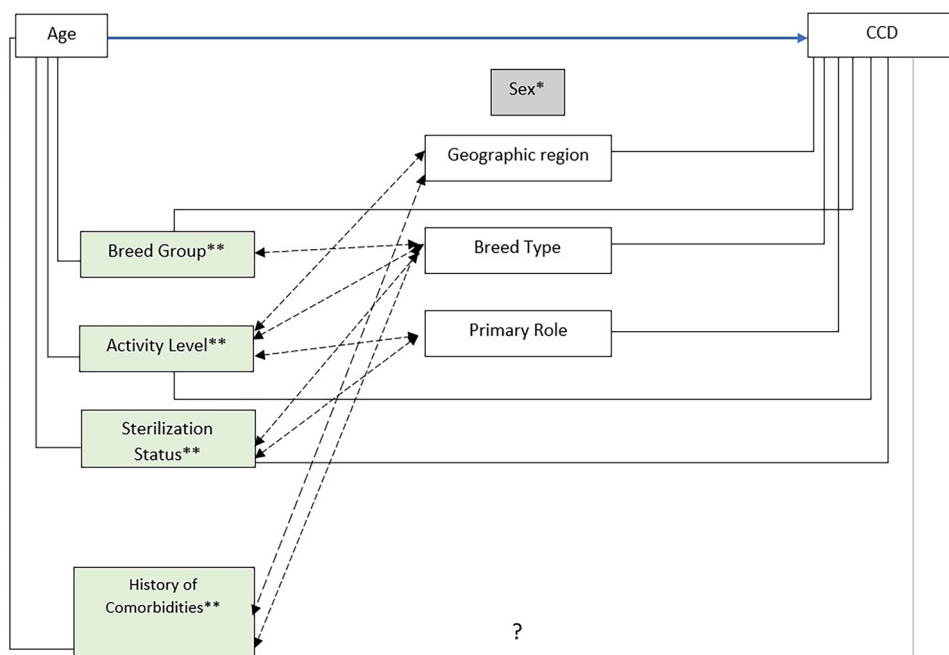 Age
CCD
Sex*
Geographic region
Breed Group**
Breed Type
Activity Level**
Primary Role
Sterilization
Status**
History of
Comorbidities**
?